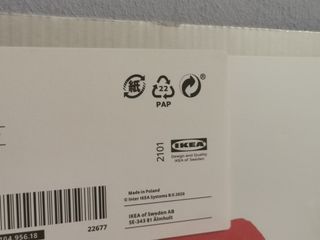 紙
22
PAP
2101
IKEA
Design and Quality
IKEA of Sweden
Made in Poland
© Inter IKEA Systems B.V. 2020
IKEA of Sweden AB
SE-343 81 Älmhult
22677